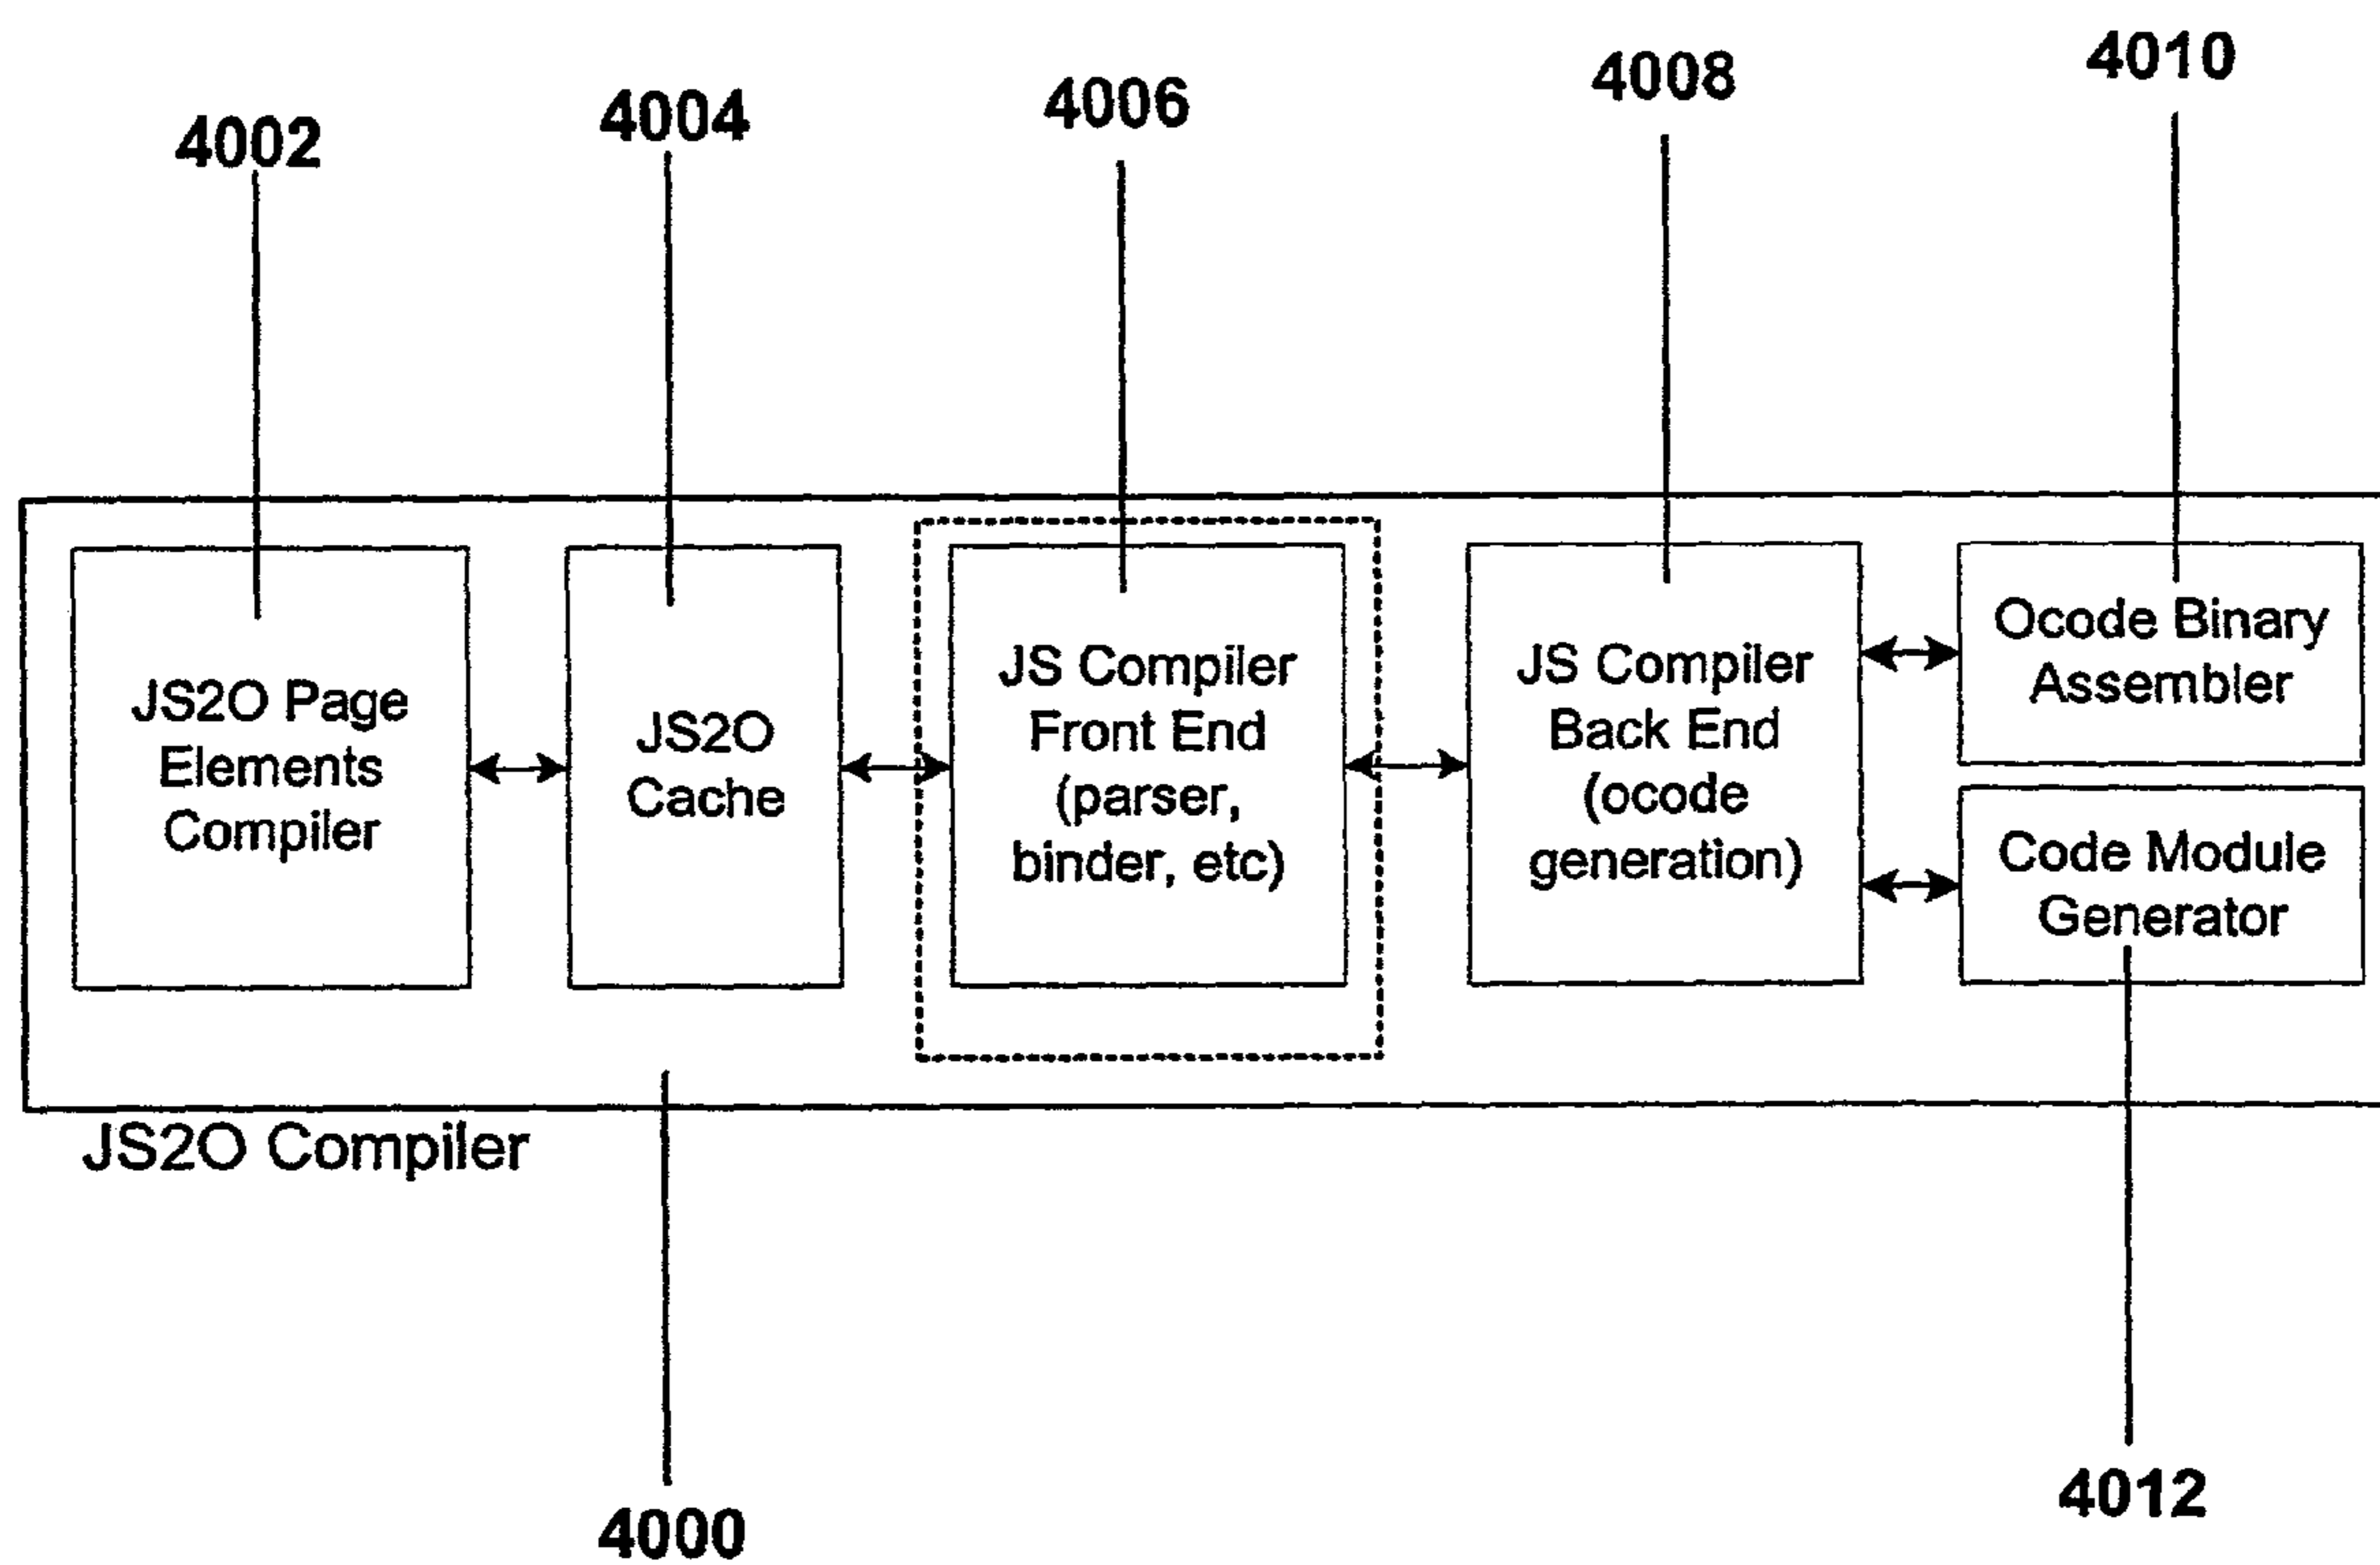 4002
4004
4006
4008
4010
JS2O Page
Elements
Compiler
JS2O
Cache
JS Compiler
Front End
(parser,
binder, etc)
JS Compiler
Back End
(ocode
generation)
Ocode Binary
Assembler
Code Module
Generator
JS2O Compiler
4000
4012